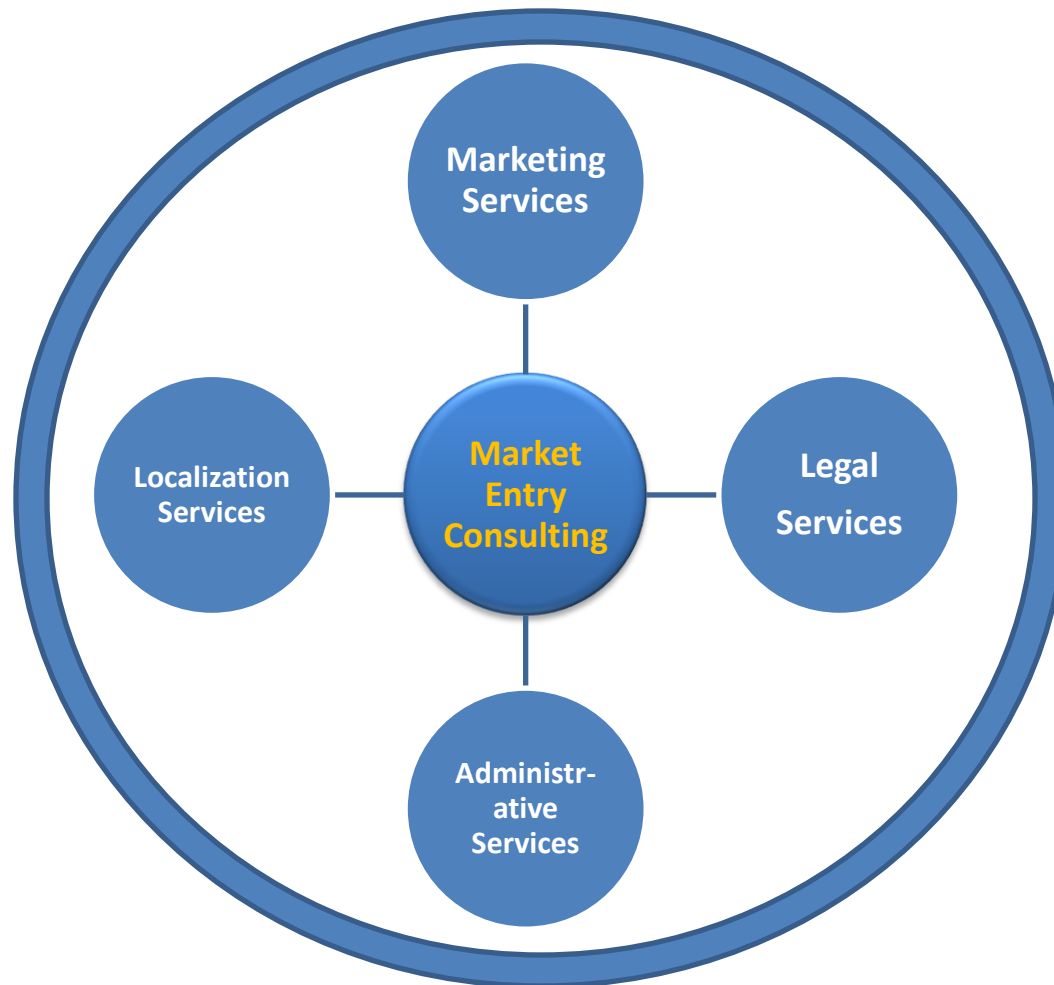 Marketing
Services
Localization
Services
Market
Entry
Consulting
Legal
Services
Administr-
ative
Services